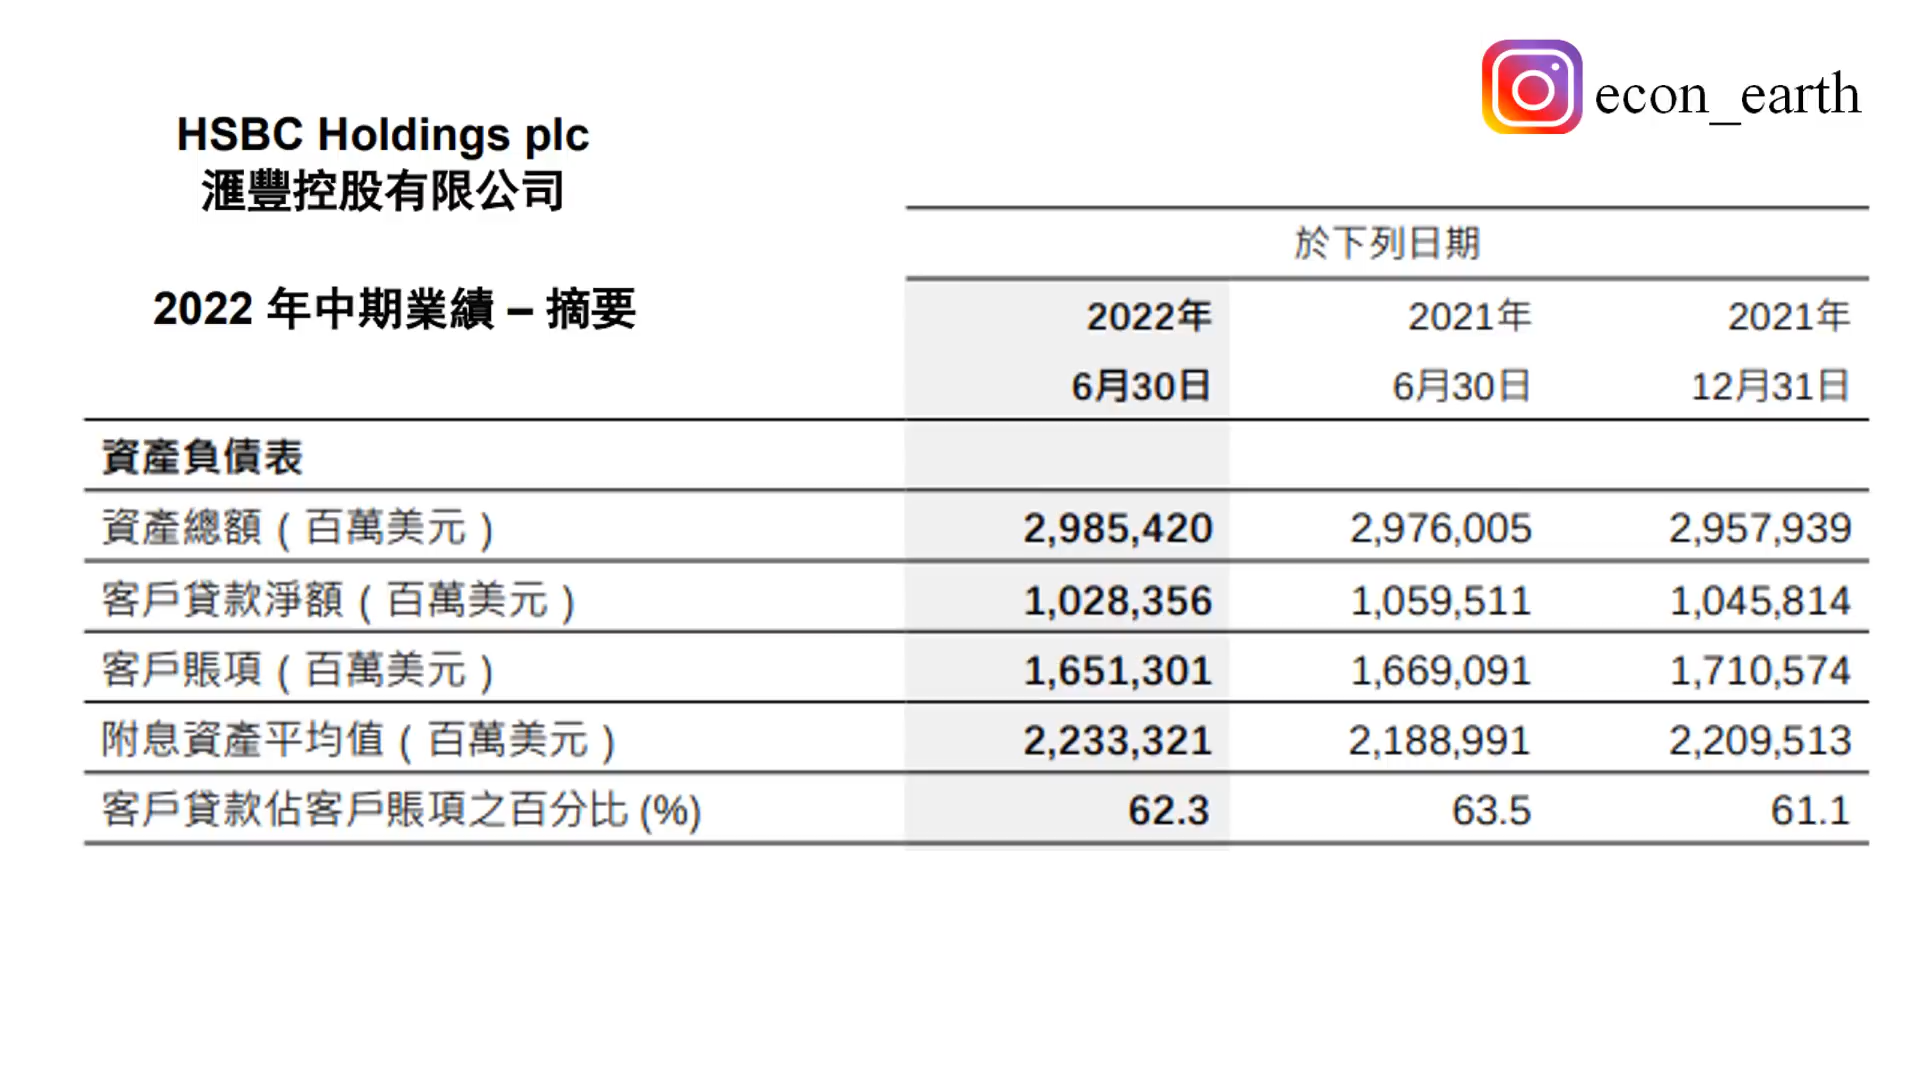 econ_earth
HSBC Holdings plc
滙豐控股有限公司
2022 年中期業績 – 摘要
於下列日期
2022年 2021年 2021年
6月30日 6月30日 12月31日
資產負債表
資產總額（百萬美元） 2,985,420 2,976,005 2,957,939
客戶貸款淨額（百萬美元） 1,028,356 1,059,511 1,045,814
客戶賬項（百萬美元） 1,651,301 1,669,091 1,710,574
附息資產平均值（百萬美元） 2,233,321 2,188,991 2,209,513
客戶貸款佔客戶賬項之百分比 (%) 62.3 63.5 61.1